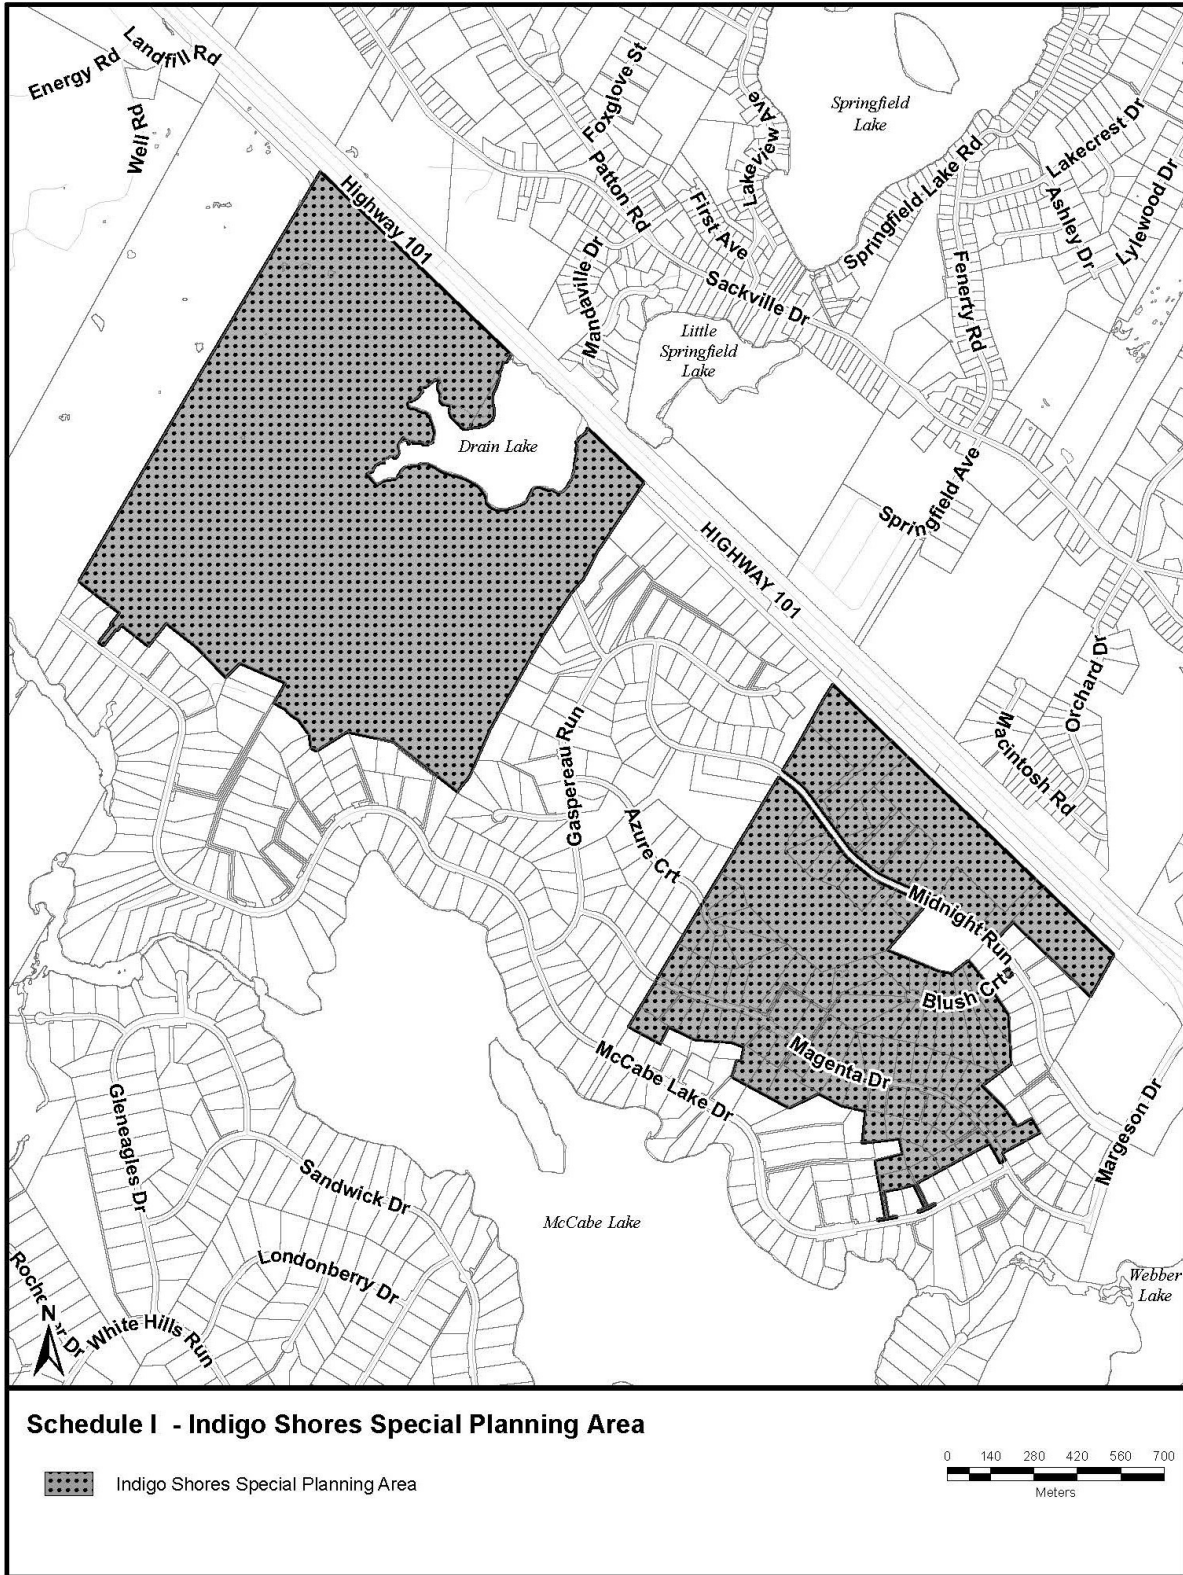 Energy Rd
Landfill Rd
Well Rd
Foxglove St
Lakeview Ave
Springfield
Lake
Highway 101
Patton Rd
First Ave
Mandaville Dr
Sackville Dr
Springfield Lake Rd
Lakecrest Dr
Ashley Dr
Lylewood Dr
Fenerty Rd
Little
Springfield
Lake
Drain Lake
Springfield Ave
HIGHWAY 101
Orchard Dr
Macintosh Rd
Gaspereau Run
Azure Crt
Midnight Run
Blush Crt
Magenta Dr
McCabe Lake Dr
Margeson Dr
Gleneagles Dr
Sandwick Dr
McCabe Lake
Londonberry Dr
Webber
Lake
White Hills Run
N
Schedule I - Indigo Shores Special Planning Area
Indigo Shores Special Planning Area
0 140 280 420 560 700
Meters